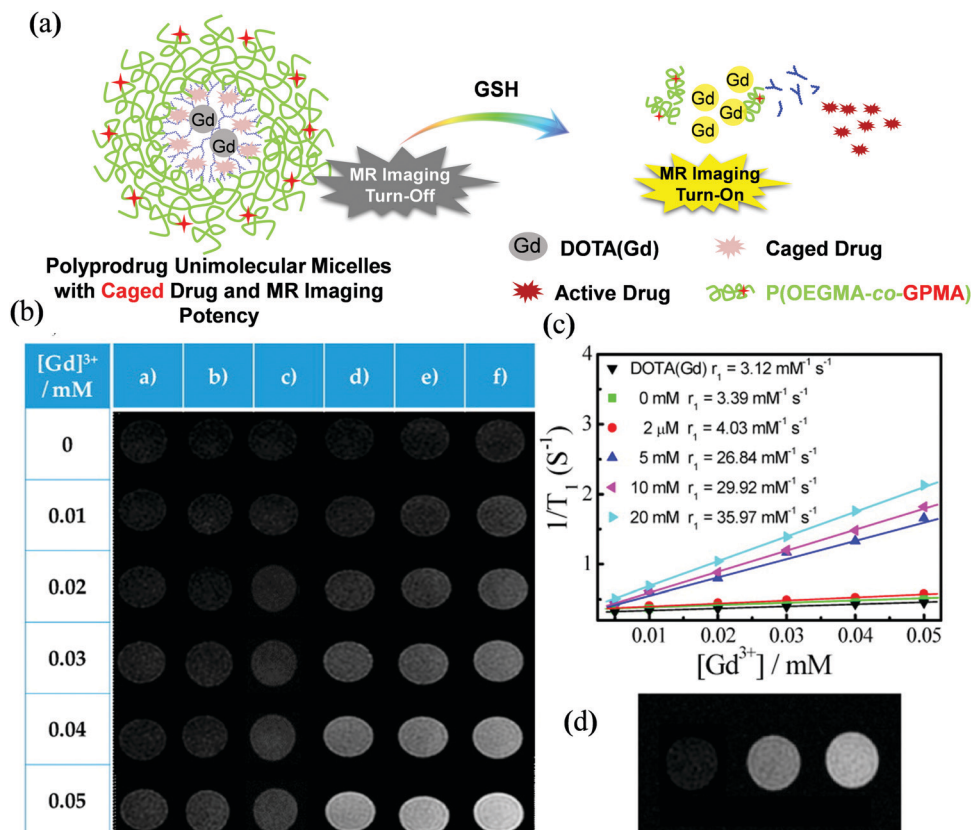 (a)
Gd
Gd
GSH
Gd
Gd
Gd
Gd
Gd
MR Imaging
Turn-Off
MR Imaging
Turn-On
Polyprodrug Unimolecular Micelles
with Caged Drug and MR Imaging
Potency
Gd DOTA(Gd) Caged Drug
Active Drug P(OEGMA-co-GPMA)
(b)
[Gd]3+
/ mM
a) b) c) d) e) f)
0
0.01
0.02
0.03
0.04
0.05
(c)
1/T1 (S-1)
4
3
2
1
DOTA(Gd) r1 = 3.12 mM-1 s-1
0 mM r1 = 3.39 mM-1 s-1
2 μM r1 = 4.03 mM-1 s-1
5 mM r1 = 26.84 mM-1 s-1
10 mM r1 = 29.92 mM-1 s-1
20 mM r1 = 35.97 mM-1 s-1
0.01 0.02 0.03 0.04 0.05
[Gd3+] / mM
(d)